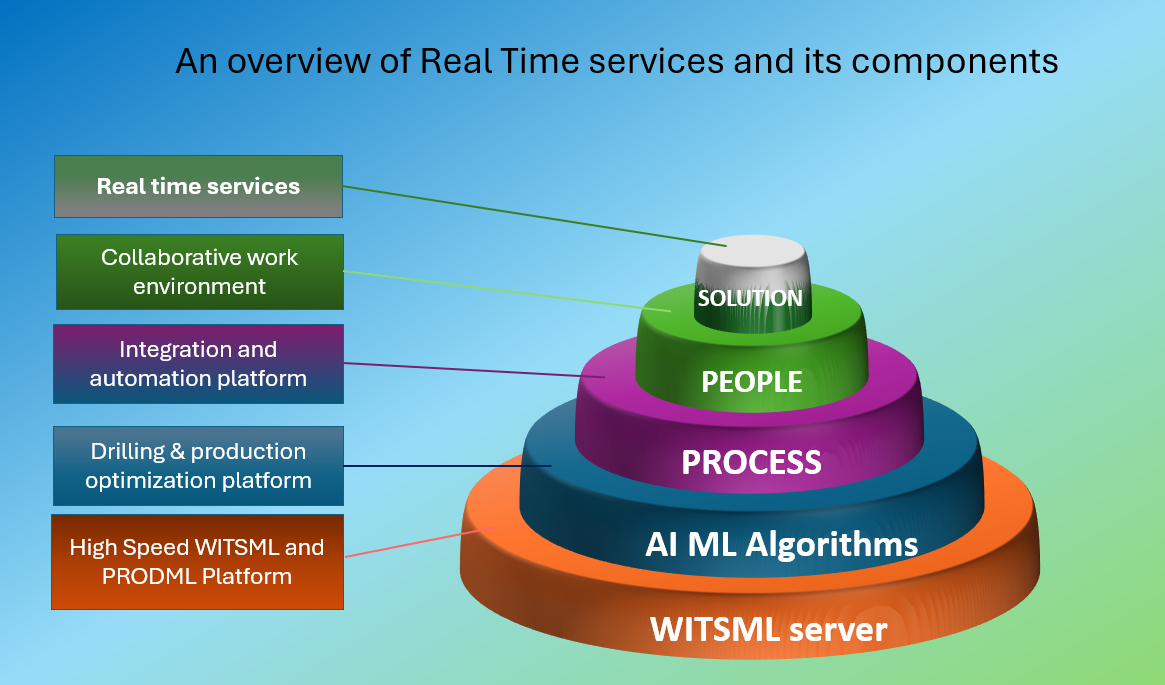 An overview of Real Time services and its components
Real time services
Collaborative work
environment
Integration and
automation platform
Drilling & production
optimization platform
High Speed WITSML and
PRODML Platform
SOLUTION
PEOPLE
PROCESS
AI ML Algorithms
WITSML server